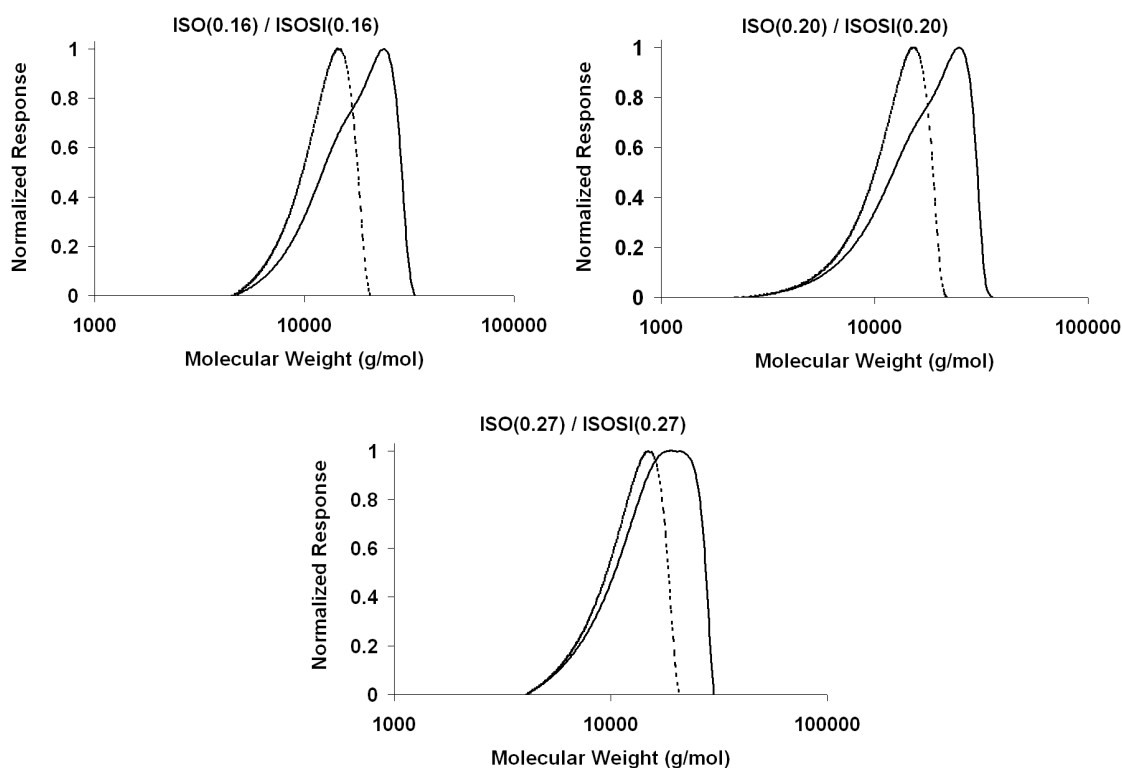 ISO(0.16) / ISOSI(0.16)
Normalized Response
1
0.8
0.6
0.4
0.2
0
1000 10000 100000
Molecular Weight (g/mol)
ISO(0.20) / ISOSI(0.20)
Normalized Response
1
0.8
0.6
0.4
0.2
0
1000 10000 100000
Molecular Weight (g/mol)
ISO(0.27) / ISOSI(0.27)
Normalized Response
1
0.8
0.6
0.4
0.2
0
1000 10000 100000
Molecular Weight (g/mol)